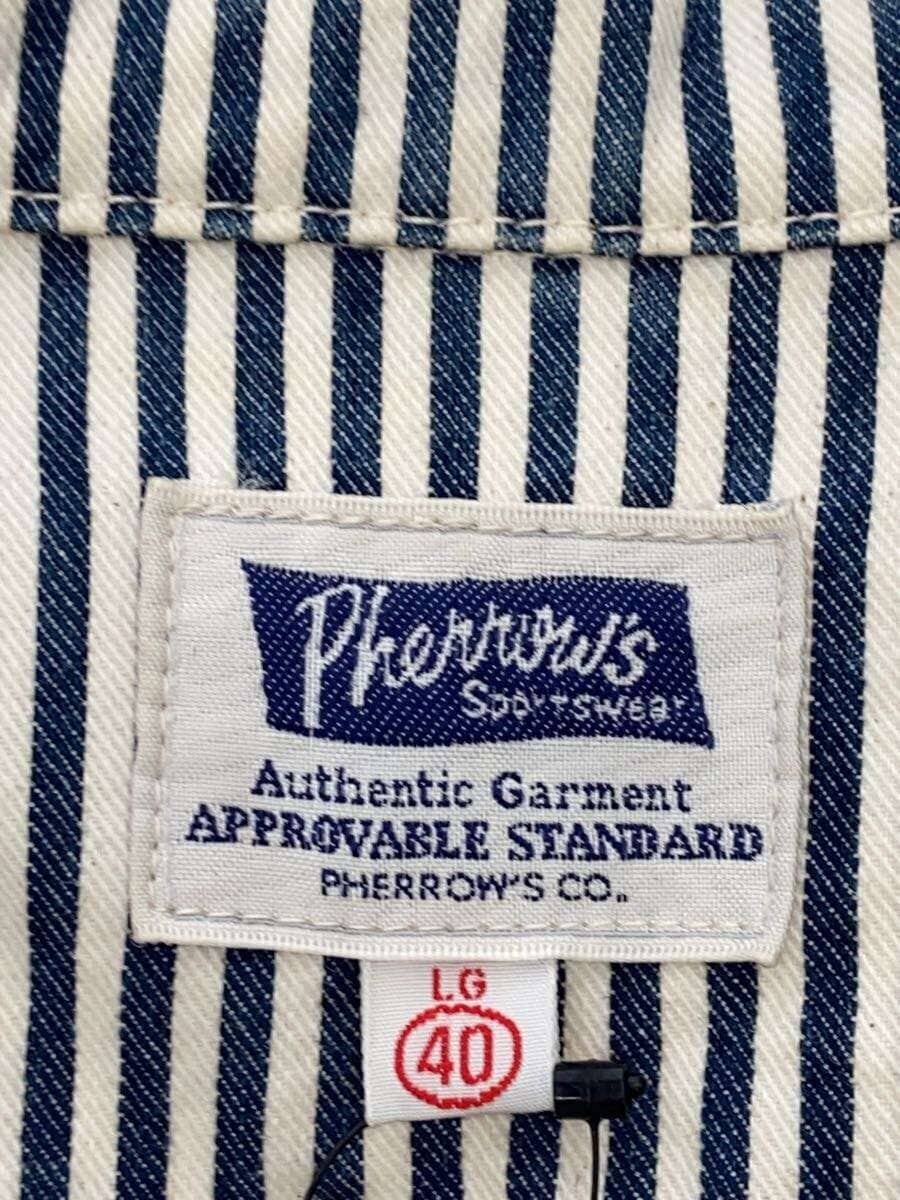 Pherrow's
Sportswear
Authentic Garment
APPROVABLE STANDARD
PHERROW'S CO..
LG
40